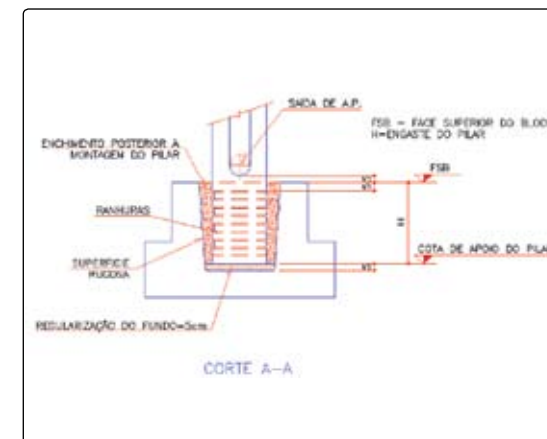 SAIDA DE A.P.
FSB - FACE SUPERIOR DO BLOC
H=ENGASTE DO PILAR
ENCHIMENTO POSTERIOR A
MONTAGEM DO PILAR
FSB
RANHURAS
COTA DE APOIO DO PILA
SUPERFICIE
RUGOSA
REGULARIZAÇÃO DO FUNDO=5cm
CORTE A-A